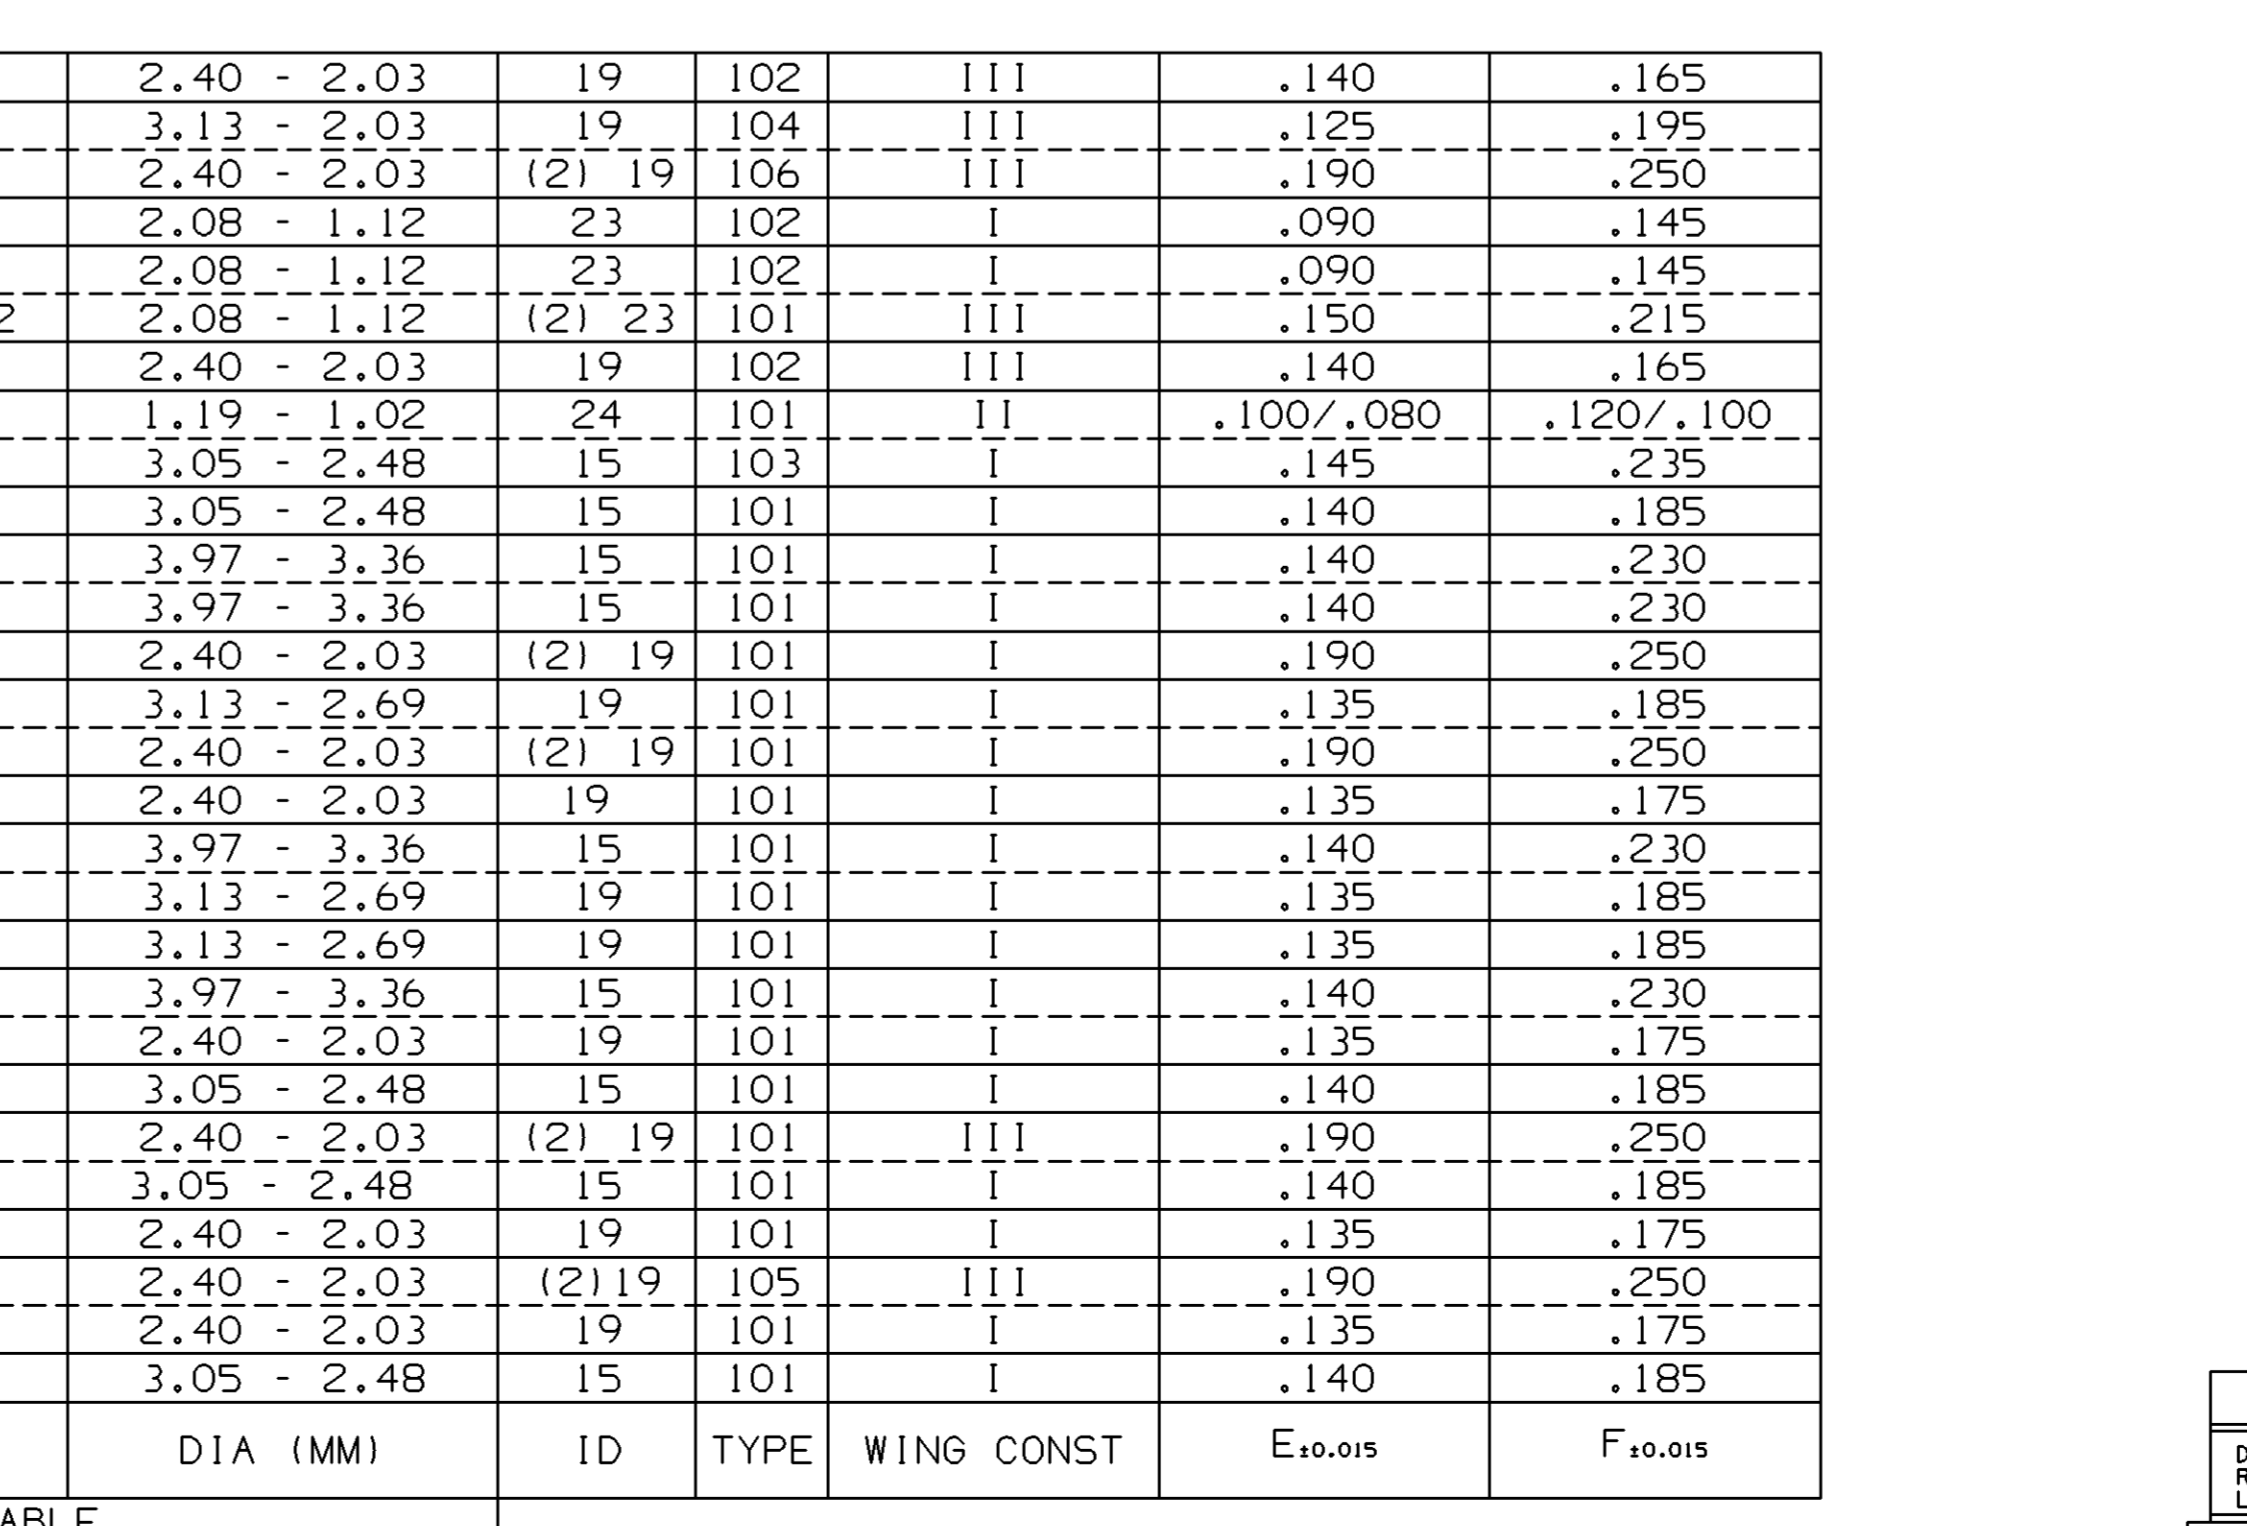 2.40 - 2.03 19 102 III .140 .165
3.13 - 2.03 19 104 III .125 .195
2.40 - 2.03 (2) 19 106 III .190 .250
2.08 - 1.12 23 102 I .090 .145
2.08 - 1.12 23 102 I .090 .145
2 2.08 - 1.12 (2) 23 101 III .150 .215
2.40 - 2.03 19 102 III .140 .165
1.19 - 1.02 24 101 II .100/.080 .120/.100
3.05 - 2.48 15 103 I .145 .235
3.05 - 2.48 15 101 I .140 .185
3.97 - 3.36 15 101 I .140 .230
3.97 - 3.36 15 101 I .140 .230
2.40 - 2.03 (2) 19 101 I .190 .250
3.13 - 2.69 19 101 I .135 .185
2.40 - 2.03 (2) 19 101 I .190 .250
2.40 - 2.03 19 101 I .135 .175
3.97 - 3.36 15 101 I .140 .230
3.13 - 2.69 19 101 I .135 .185
3.13 - 2.69 19 101 I .135 .185
3.97 - 3.36 15 101 I .140 .230
2.40 - 2.03 19 101 I .135 .175
3.05 - 2.48 15 101 I .140 .185
2.40 - 2.03 (2) 19 101 III .190 .250
3.05 - 2.48 15 101 I .140 .185
2.40 - 2.03 19 101 I .135 .175
2.40 - 2.03 (2)19 105 III .190 .250
2.40 - 2.03 19 101 I .135 .175
3.05 - 2.48 15 101 I .140 .185
DIA (MM) ID TYPE WING CONST E±0.015 F±0.015